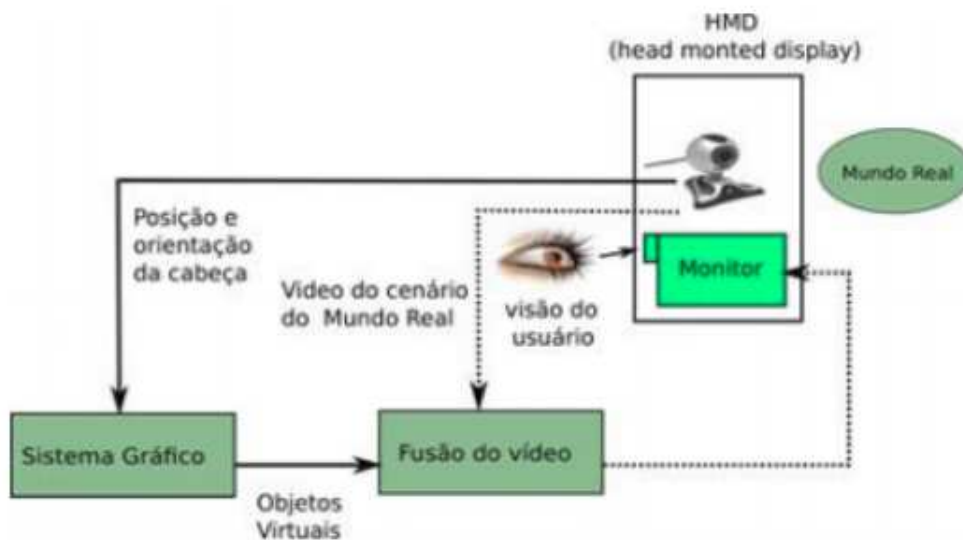 HMD
(head monted display)
Mundo Real
Posição e
orientação
da cabeça
Monitor
Video do cenário
do Mundo Real
visão do
usuário
Sistema Gráfico
Fusão do vídeo
Objetos
Virtuais